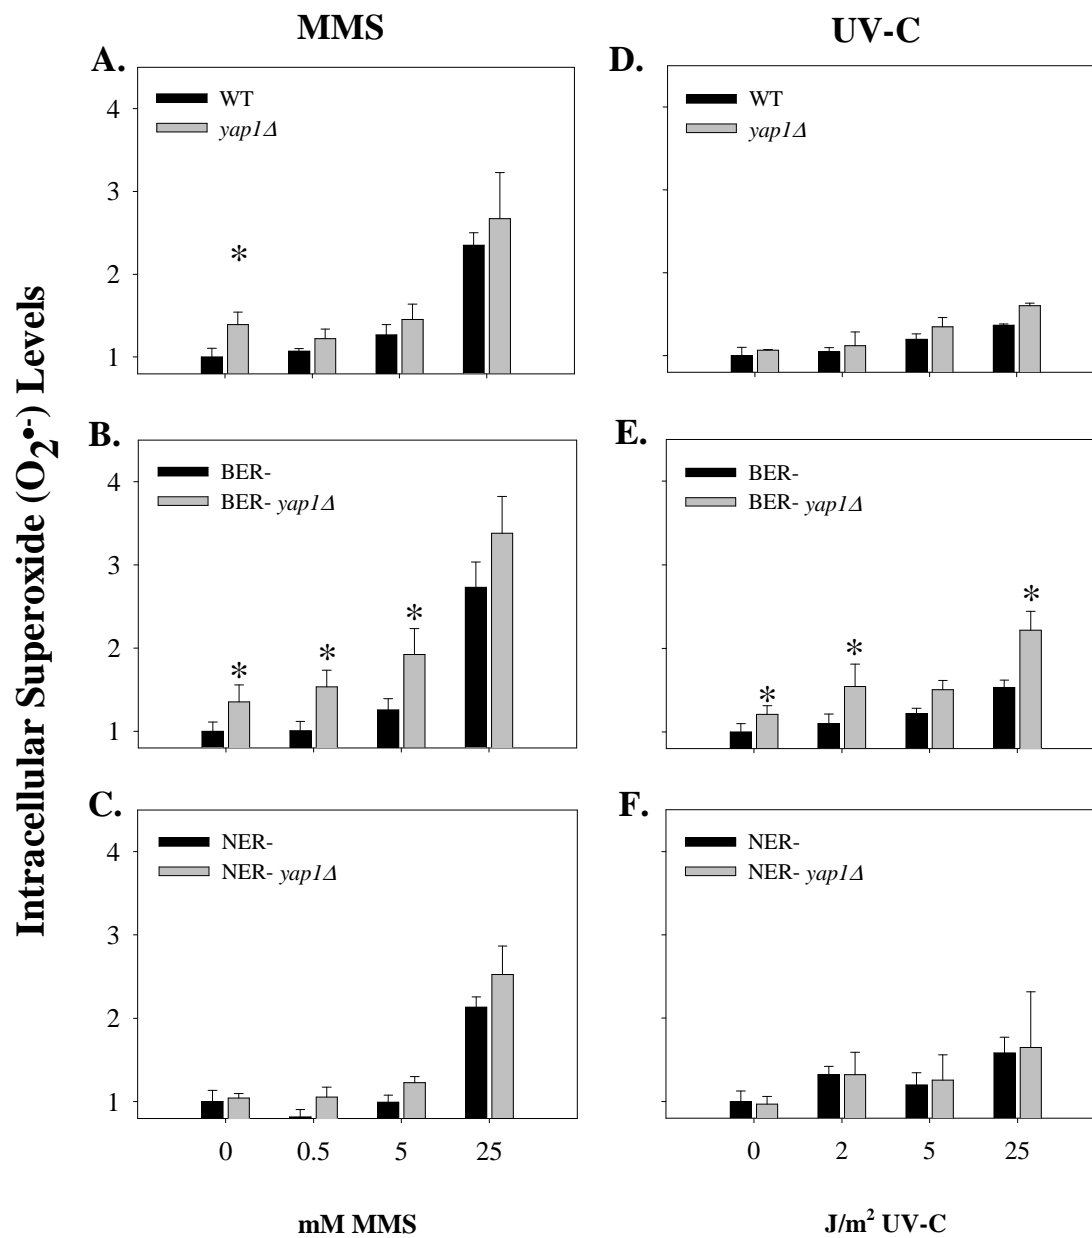 MMS
UV-C
Intracellular Superoxide (O₂•-) Levels
A.
WT
yap1Δ
4
3
2
1
*
D.
WT
yap1Δ
B.
BER-
BER- yap1Δ
4
3
2
1
*
*
*
E.
BER-
BER- yap1Δ
*
*
*
C.
NER-
NER- yap1Δ
4
3
2
1
0 0.5 5 25
mM MMS
F.
NER-
NER- yap1Δ
0 2 5 25
J/m² UV-C